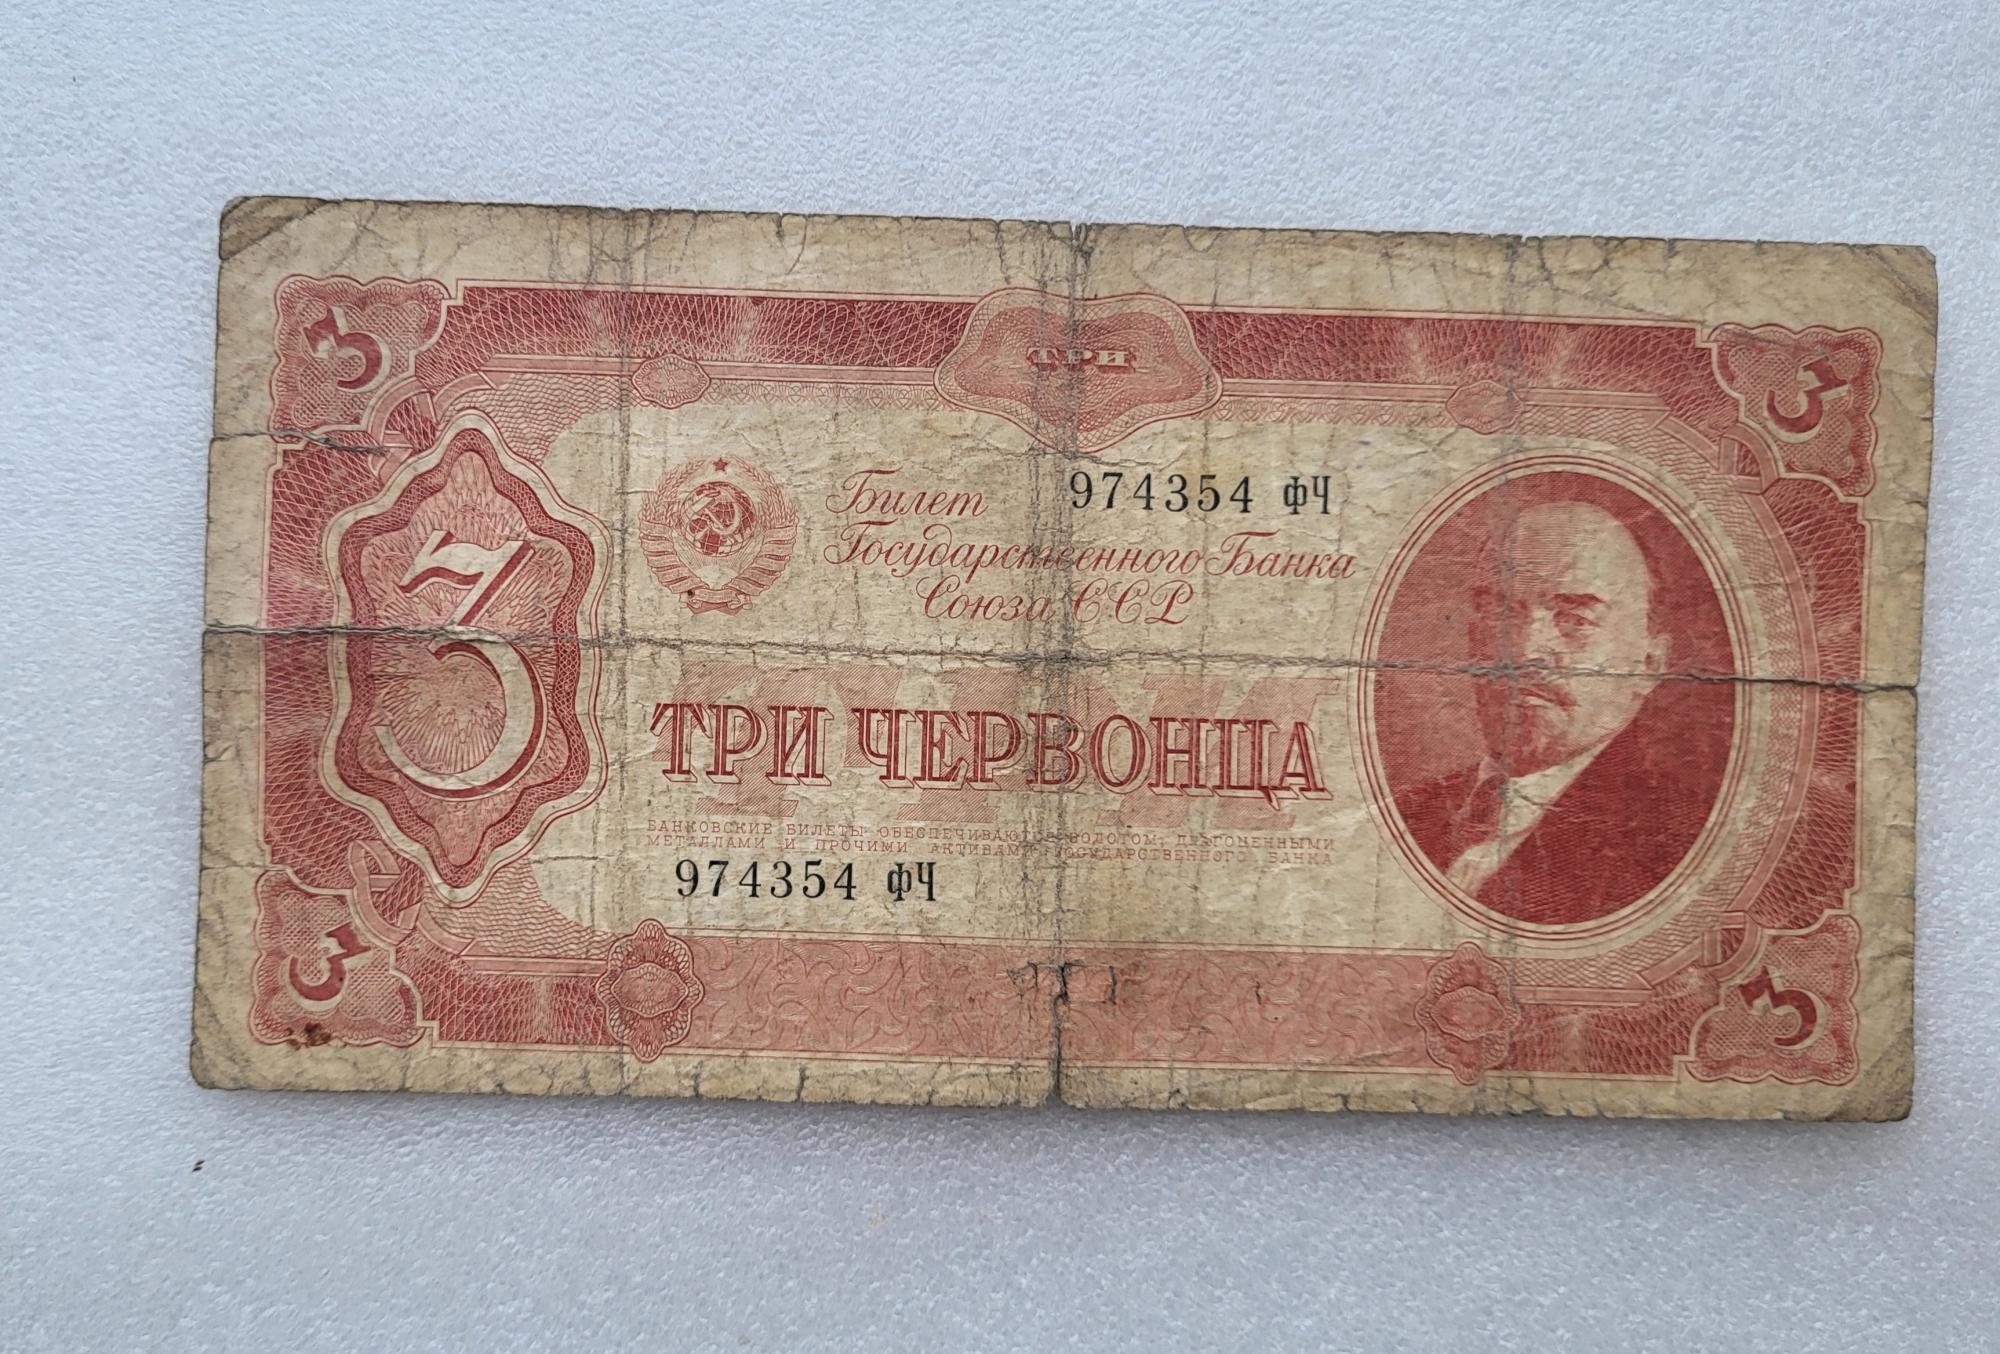 3
ТРИ
3
3
Билет
974354 фЧ
Государственного Банка
Союза ССР
ТРИ
ТРИ ЧЕРВОНЦА
БАНКОВСКИЕ БИЛЕТЫ ОБЕСПЕЧИВАЮТСЯ ЗОЛОТОМ, ДРАГОЦЕННЫМИ
МЕТАЛЛАМИ И ПРОЧИМИ АКТИВАМИ ГОСУДАРСТВЕННОГО БАНКА
974354 фЧ
3
3